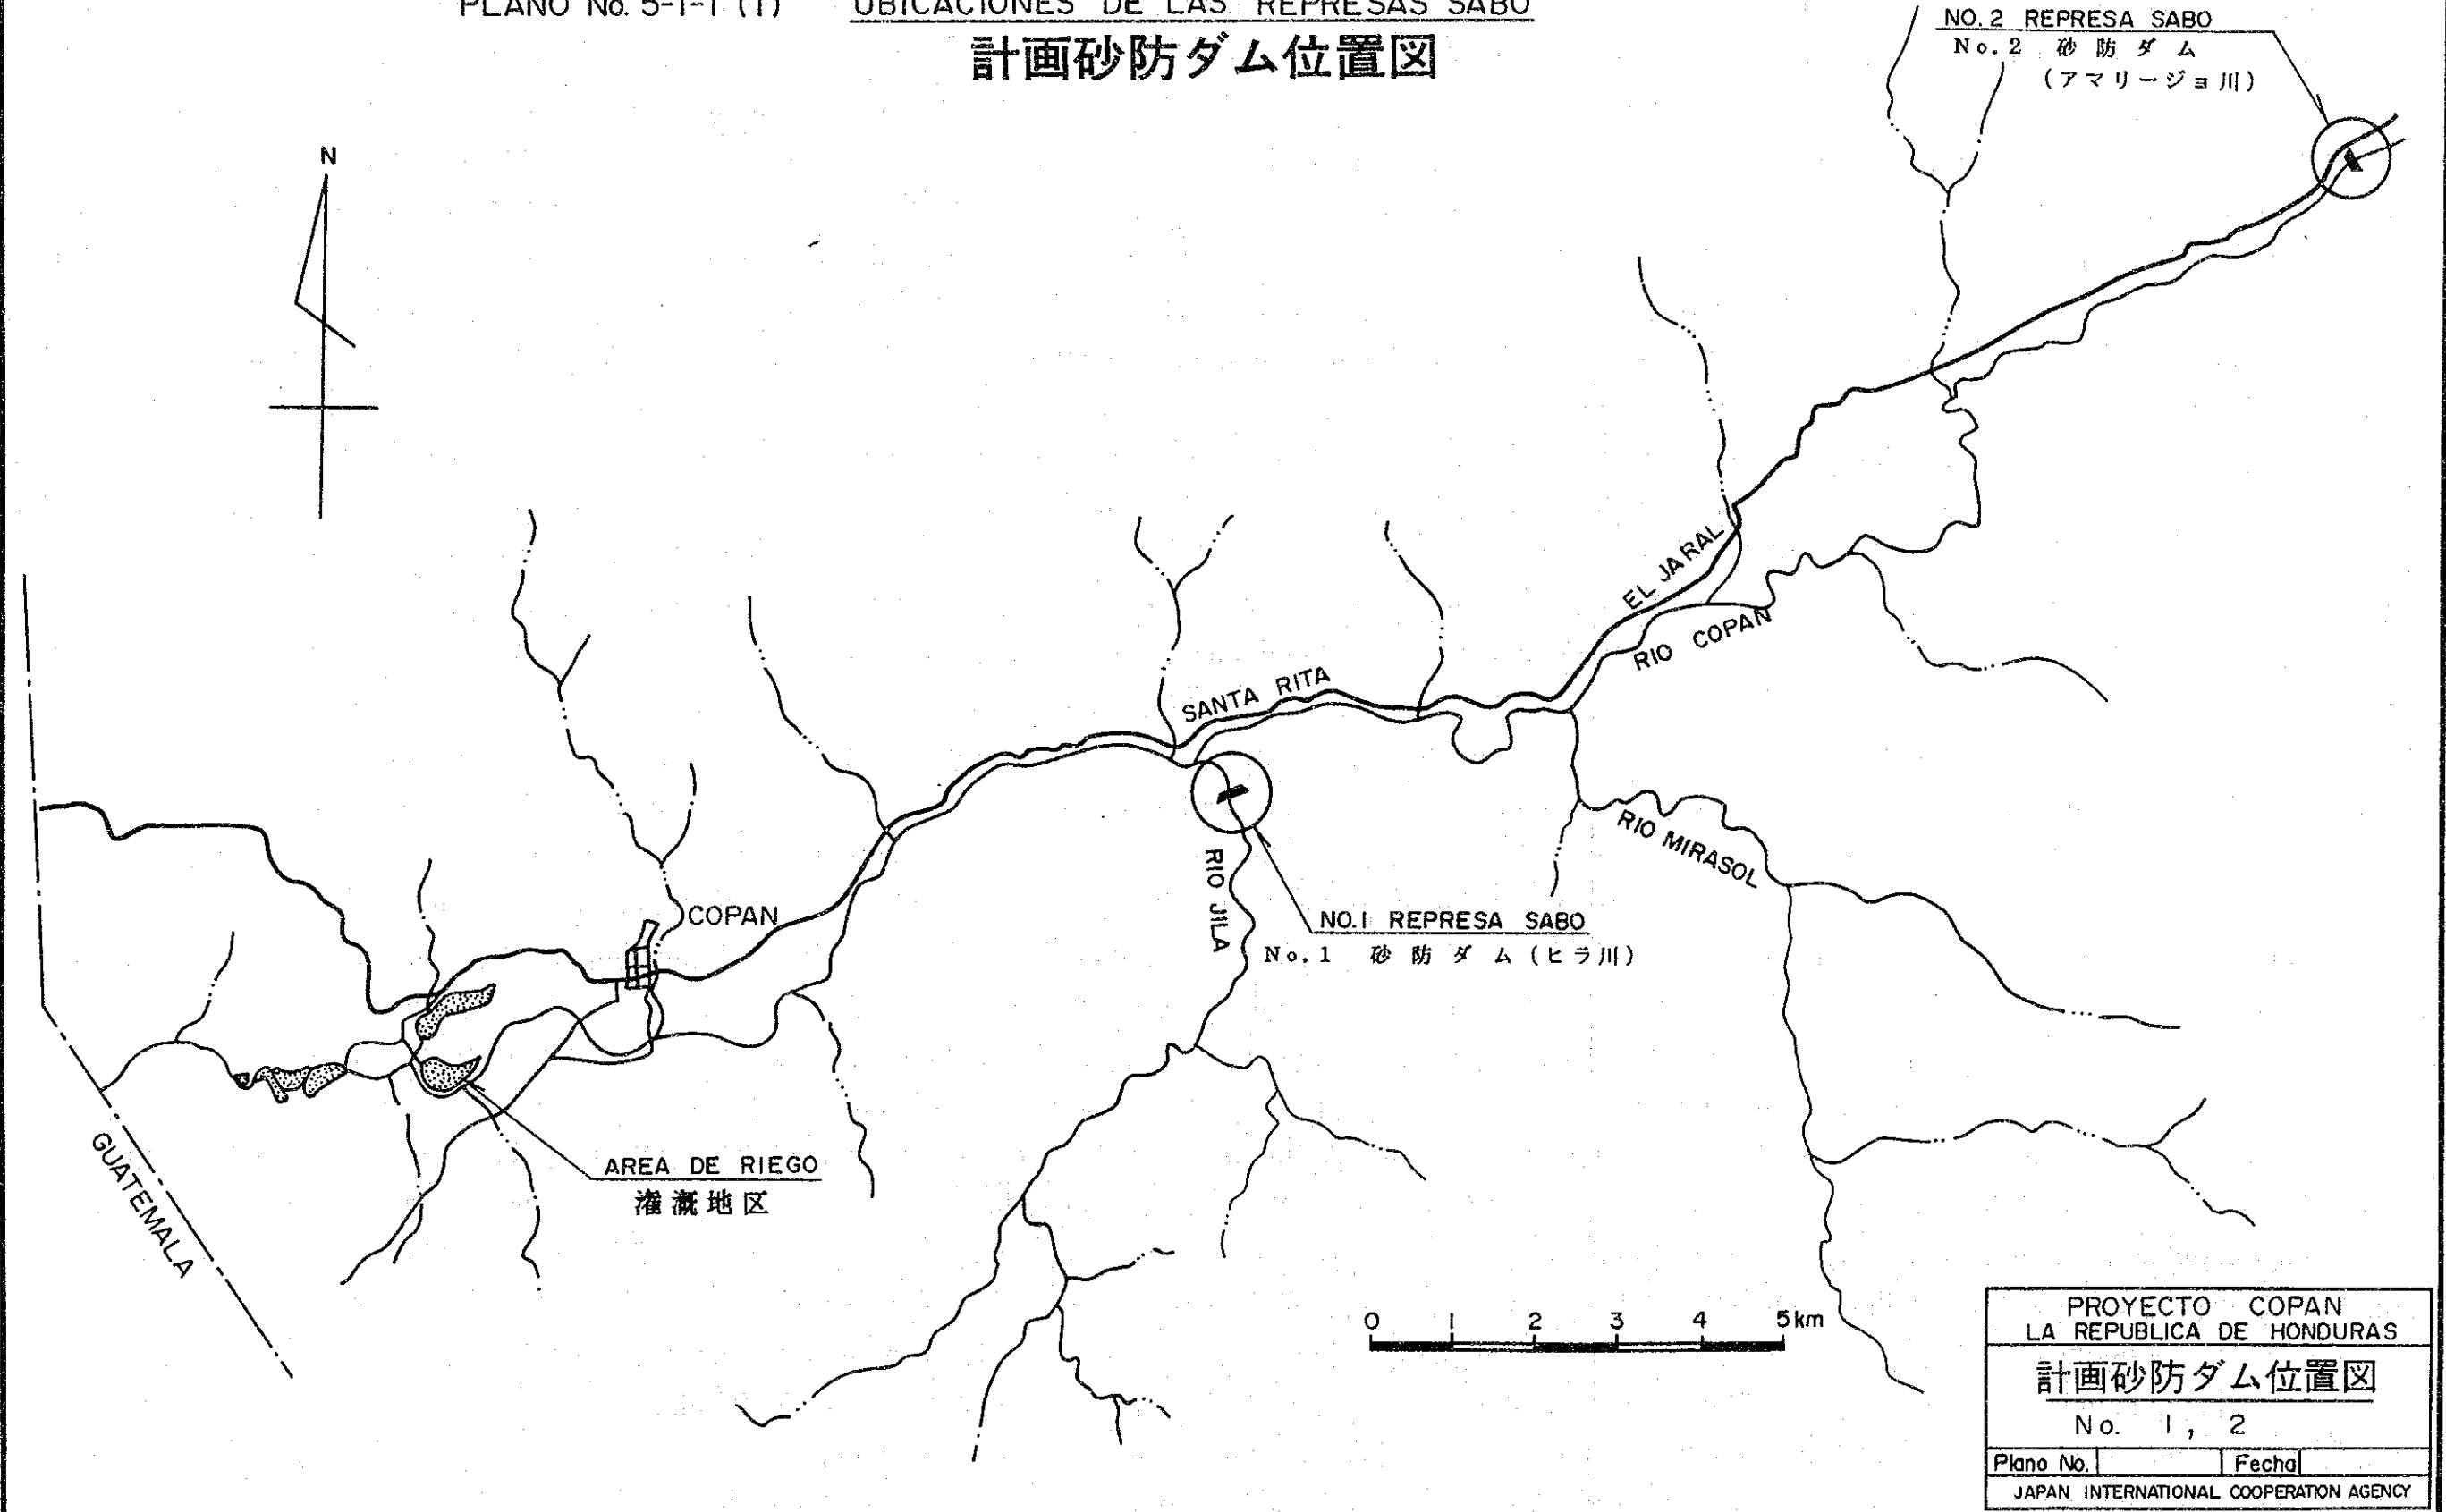 PLANO No. 5-1-1 (1) UBICACIONES DE LAS REPRESAS SABO
計画砂防ダム位置図
NO.2 REPRESA SABO
No.2 砂防ダム
(アマリージョ川)
N
EL JARAL
RIO COPAN
SANTA RITA
RIO MIRASOL
COPAN
RIO JILA
NO.1 REPRESA SABO
No.1 砂防ダム(ヒラ川)
GUATEMALA
AREA DE RIEGO
灌漑地区
0 1 2 3 4 5km
PROYECTO COPAN
LA REPUBLICA DE HONDURAS
計画砂防ダム位置図
No. 1, 2
Plano No. Fecha
JAPAN INTERNATIONAL COOPERATION AGENCY